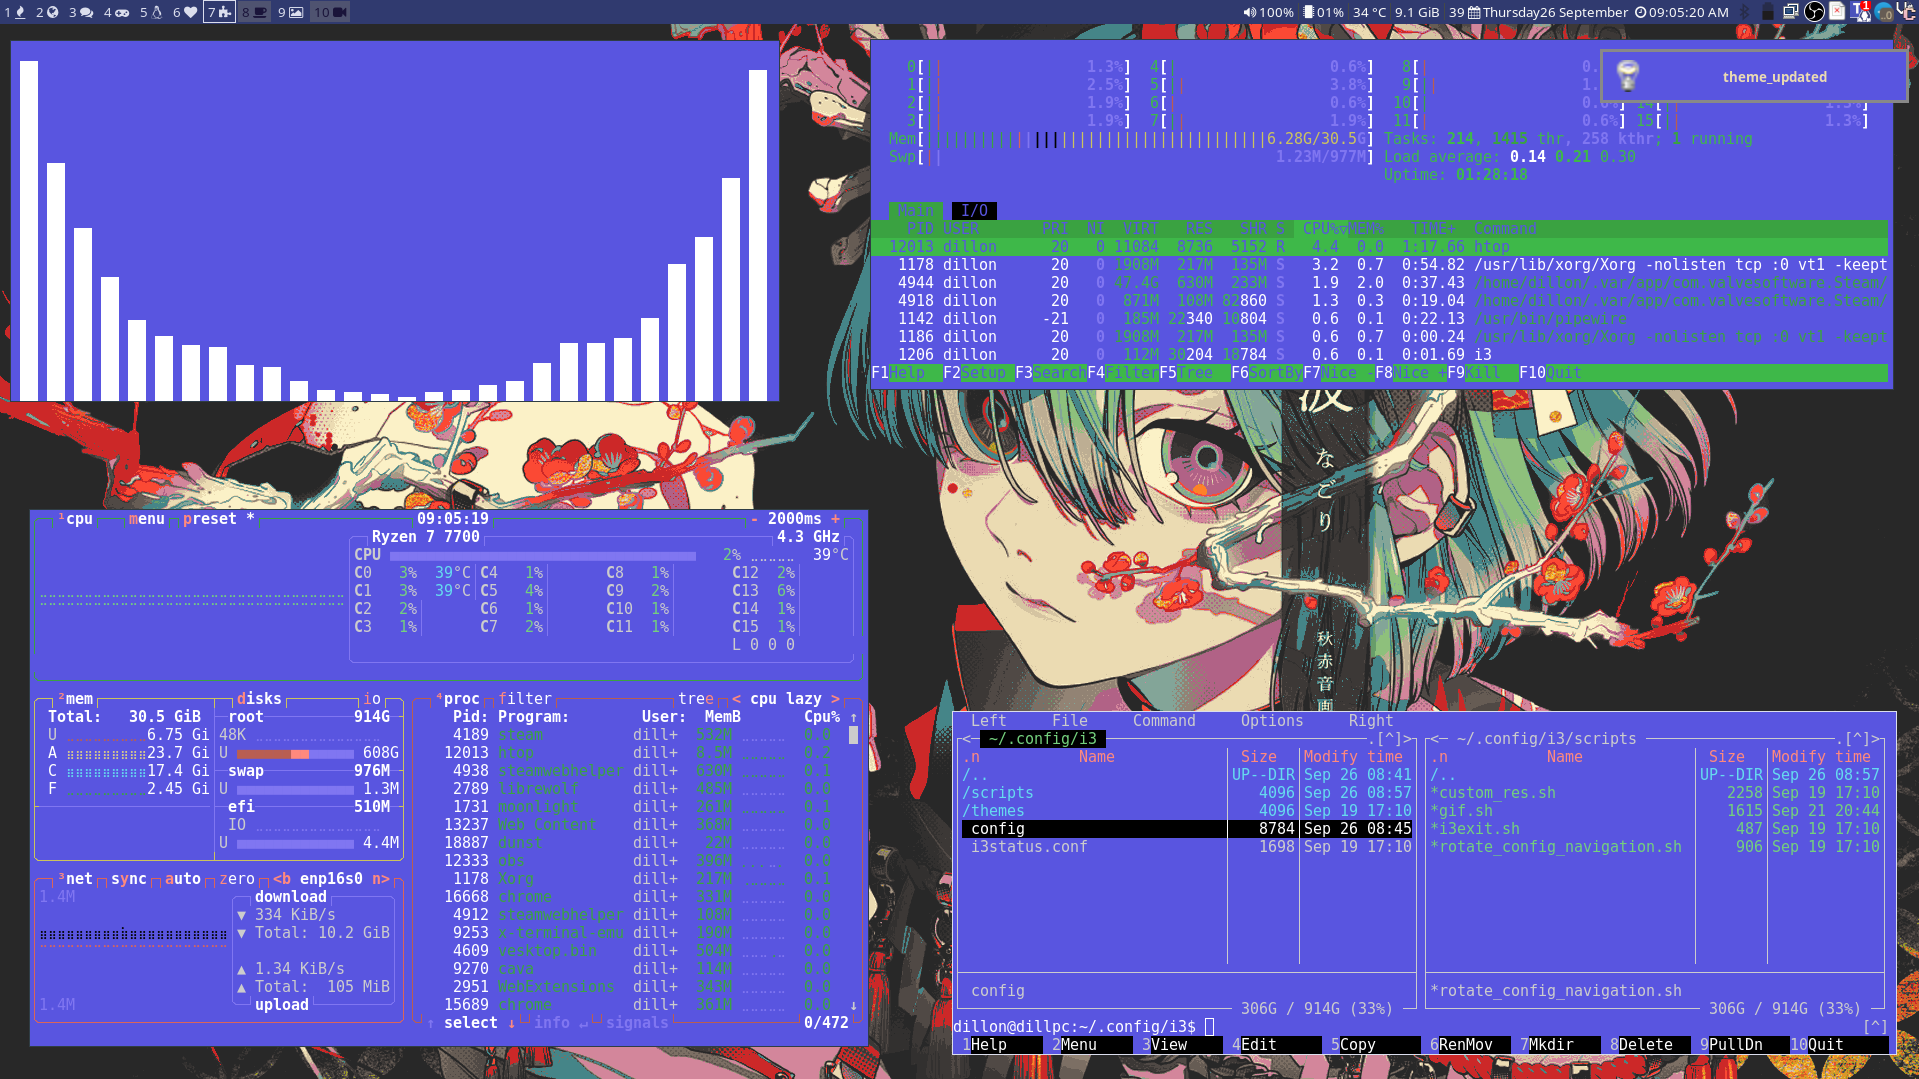 1 2 3 4 5 6 7 8 9 10 100% 01% 34 °C 9.1 GiB 39 Thursday26 September 09:05:20 AM
theme_updated
0[ 1.3%] 4[ 0.6%] 8[
1[ 2.5%] 5[ 3.8%] 9[
2[ 1.9%] 6[ 0.6%] 10[
3[ 1.9%] 7[ 1.9%] 11[ 0.6%] 15[ 1.3%]
Mem[ 6.28G/30.5G] Tasks: 214, 1415 thr, 258 kthr; 1 running
Swp[ 1.23M/977M] Load average: 0.14 0.21 0.30
Uptime: 01:28:18
Main I/O
PID USER PRI NI VIRT RES SHR S CPU%▽MEM% TIME+ Command
12013 dillon 20 0 11084 8736 5152 R 4.4 0.0 1:17.66 htop
1178 dillon 20 0 1908M 217M 135M S 3.2 0.7 0:54.82 /usr/lib/xorg/Xorg -nolisten tcp :0 vt1 -keept
4944 dillon 20 0 47.4G 630M 233M S 1.9 2.0 0:37.43 /home/dillon/.var/app/com.valvesoftware.Steam/
4918 dillon 20 0 871M 108M 82860 S 1.3 0.3 0:19.04 /home/dillon/.var/app/com.valvesoftware.Steam/
1142 dillon -21 0 185M 22340 10804 S 0.6 0.1 0:22.13 /usr/bin/pipewire
1186 dillon 20 0 1908M 217M 135M S 0.6 0.7 0:00.24 /usr/lib/xorg/Xorg -nolisten tcp :0 vt1 -keept
1206 dillon 20 0 112M 30204 18784 S 0.6 0.1 0:01.69 i3
F1Help F2Setup F3SearchF4FilterF5Tree F6SortByF7Nice -F8Nice +F9Kill F10Quit
波
なごり
秋赤音画
¹cpu menu preset * 09:05:19 - 2000ms +
Ryzen 7 7700 4.3 GHz
CPU 2% 39°C
C0 3% 39°C C4 1% C8 1% C12 2%
C1 3% 39°C C5 4% C9 2% C13 6%
C2 2% C6 1% C10 1% C14 1%
C3 1% C7 2% C11 1% C15 1%
L 0 0 0
²mem disks io
Total: 30.5 GiB root 914G
U 6.75 Gi 48K
A 23.7 Gi U 608G
C 17.4 Gi swap 976M
F 2.45 Gi U 1.3M
efi 510M
IO
U 4.4M
³net sync auto zero <b enp16s0 n>
1.4M download
▼ 334 KiB/s
▼ Total: 10.2 GiB
▲ 1.34 KiB/s
▲ Total: 105 MiB
1.4M upload
⁴proc filter tree < cpu lazy >
Pid: Program: User: MemB Cpu% ↑
4189 steam dill+ 532M 0.0
12013 htop dill+ 8.5M 0.2
4938 steamwebhelper dill+ 630M 0.1
2789 librewolf dill+ 485M 0.0
1731 moonlight dill+ 261M 0.1
13237 Web Content dill+ 368M 0.0
18887 dunst dill+ 22M 0.0
12333 obs dill+ 396M 0.0
1178 Xorg dill+ 217M 0.1
16668 chrome dill+ 331M 0.0
4912 steamwebhelper dill+ 108M 0.0
9253 x-terminal-emu dill+ 190M 0.0
4609 vesktop.bin dill+ 504M 0.0
9270 cava dill+ 114M 0.0
2951 WebExtensions dill+ 343M 0.0
15689 chrome dill+ 361M 0.0 ↓
↑ select ↓ info ↵ signals 0/472
Left File Command Options Right
<─ ~/.config/i3 .[^]>
.n Name Size Modify time
/.. UP--DIR Sep 26 08:41
/scripts 4096 Sep 26 08:57
/themes 4096 Sep 19 17:10
config 8784 Sep 26 08:45
i3status.conf 1698 Sep 19 17:10
config
306G / 914G (33%)
<─ ~/.config/i3/scripts .[^]>
.n Name Size Modify time
/.. UP--DIR Sep 26 08:57
*custom_res.sh 2258 Sep 19 17:10
*gif.sh 1615 Sep 21 20:44
*i3exit.sh 487 Sep 19 17:10
*rotate_config_navigation.sh 906 Sep 19 17:10
*rotate_config_navigation.sh
306G / 914G (33%)
dillon@dillpc:~/.config/i3$ [^]
1Help 2Menu 3View 4Edit 5Copy 6RenMov 7Mkdir 8Delete 9PullDn 10Quit